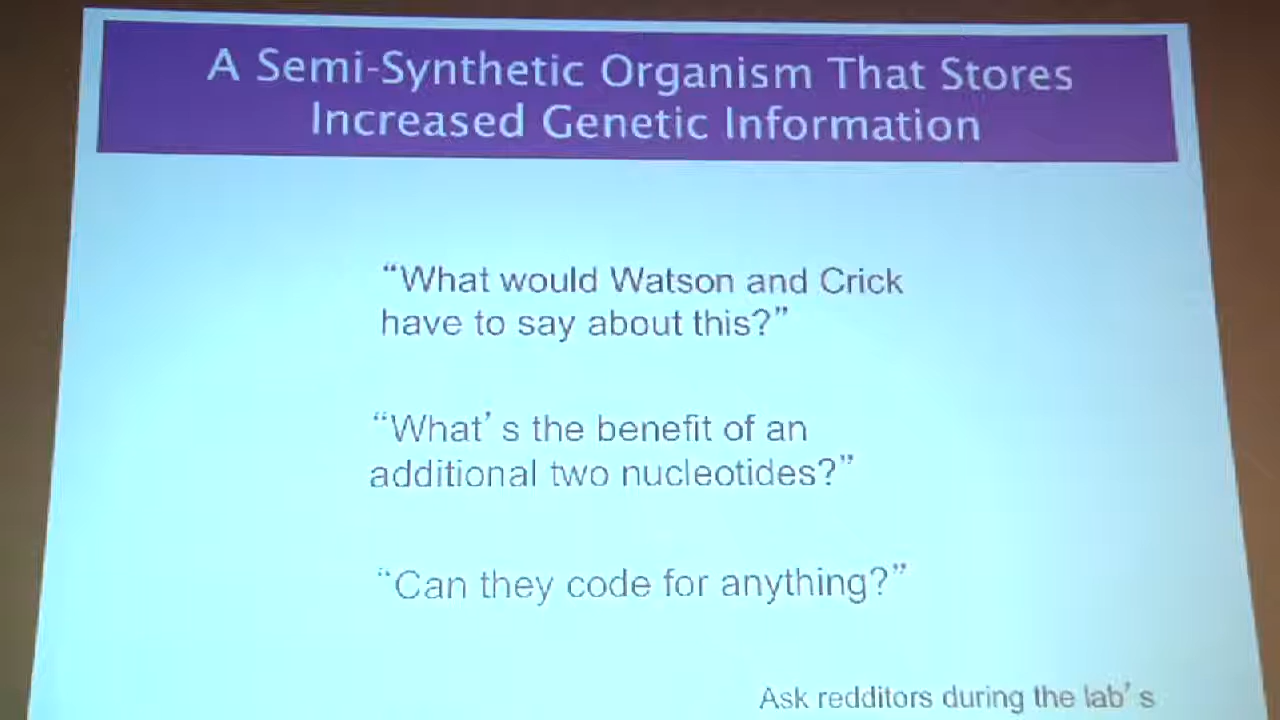 A Semi-Synthetic Organism That Stores
Increased Genetic Information
“What would Watson and Crick
have to say about this?”
“What’s the benefit of an
additional two nucleotides?”
“Can they code for anything?”
Ask redditors during the lab’s